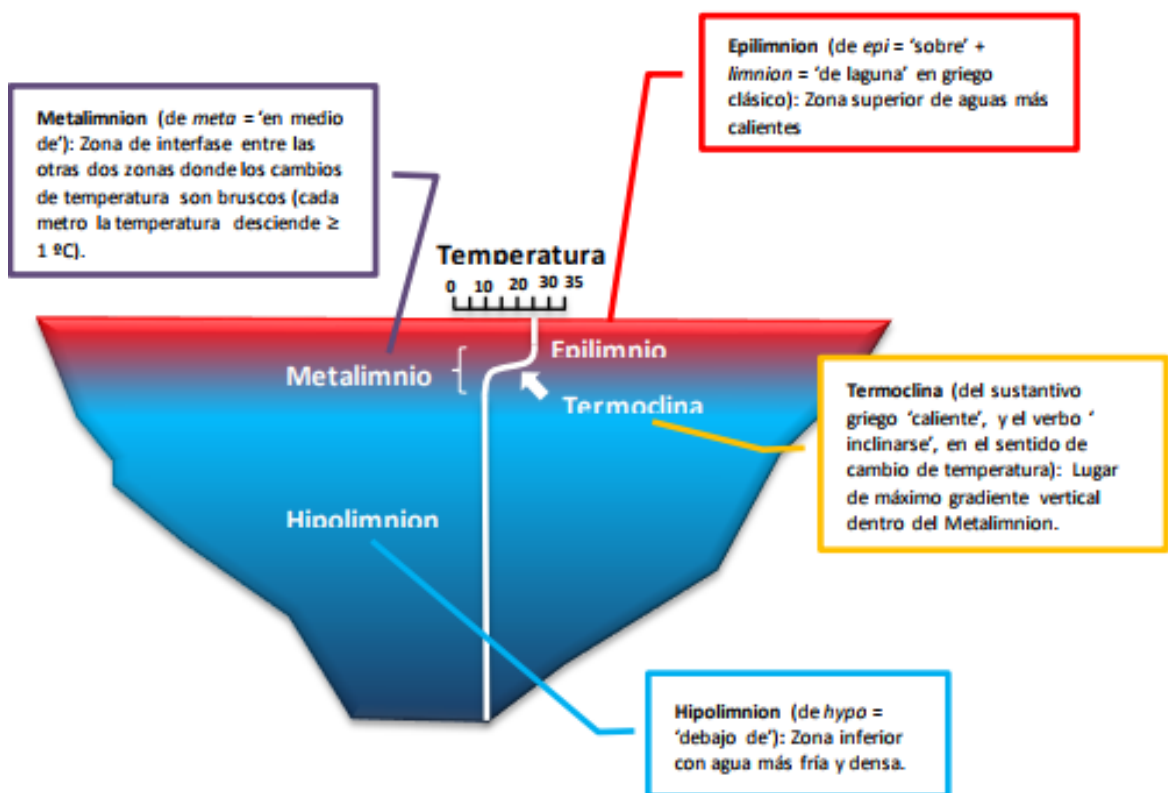 Epilimnion (de epi = ‘sobre’ +
limnion = ‘de laguna’ en griego
clásico): Zona superior de aguas más
calientes
Metalimnion (de meta = ‘en medio
de’): Zona de interfase entre las
otras dos zonas donde los cambios
de temperatura son bruscos (cada
metro la temperatura desciende ≥
1 ºC).
Temperatura
0 10 20 30 35
Epilimnio
Metalimnio
Termoclina
Termoclina (del sustantivo
griego ‘caliente’, y el verbo ‘
inclinarse’, en el sentido de
cambio de temperatura): Lugar
de máximo gradiente vertical
dentro del Metalimnion.
Hipolimnion
Hipolimnion (de hypo =
‘debajo de’): Zona inferior
con agua más fría y densa.